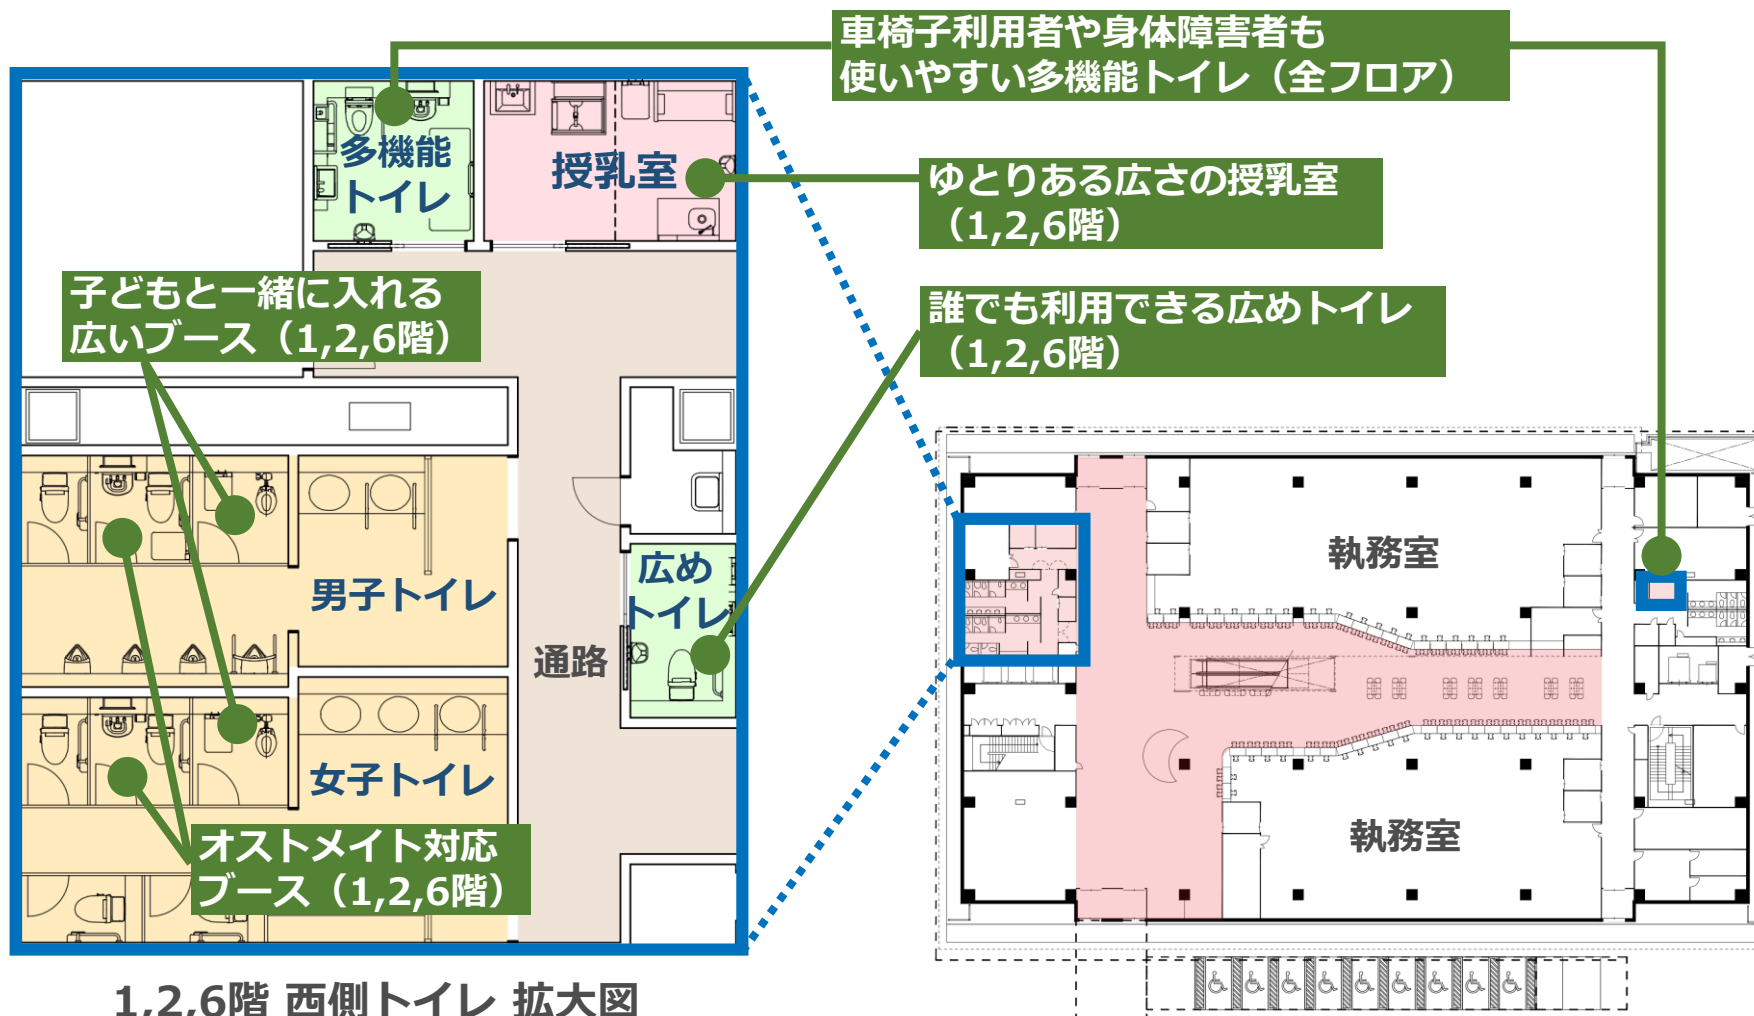 車椅子利用者や身体障害者も
使いやすい多機能トイレ（全フロア）
多機能
トイレ
授乳室
ゆとりある広さの授乳室
（1,2,6階）
子どもと一緒に入れる
広いブース（1,2,6階）
誰でも利用できる広めトイレ
（1,2,6階）
執務室
広め
トイレ
男子トイレ
通路
女子トイレ
執務室
オストメイト対応
ブース（1,2,6階）
1,2,6階 西側トイレ 拡大図